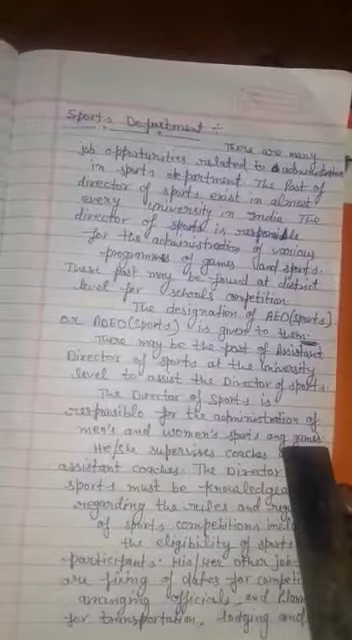 Sports Department :-
There are many
job opportunities related to administration
in sports department. The Post of
director of sports exist in almost
every university in India The
director of sports is responsible
for the administration of various
programmes of games and sports.
These post may be found at district
level for schools competition.
The designation of AEO (sports)
or ADEO (sports) is given to them.
There may be the post of Assistant
Director of sports at the university
level to assist the Director of sports.
The Director of Sports is
responsible for the administration of
men's and women's sports and games
He/She supervises coaches
assistant coaches. The Director
sports must be knowledgea
regarding the rules and
of sports competitions
the eligibility of sports
participants. His/Her other job
are fixing of dates for competi
arranging officials and
for transportation, lodging and